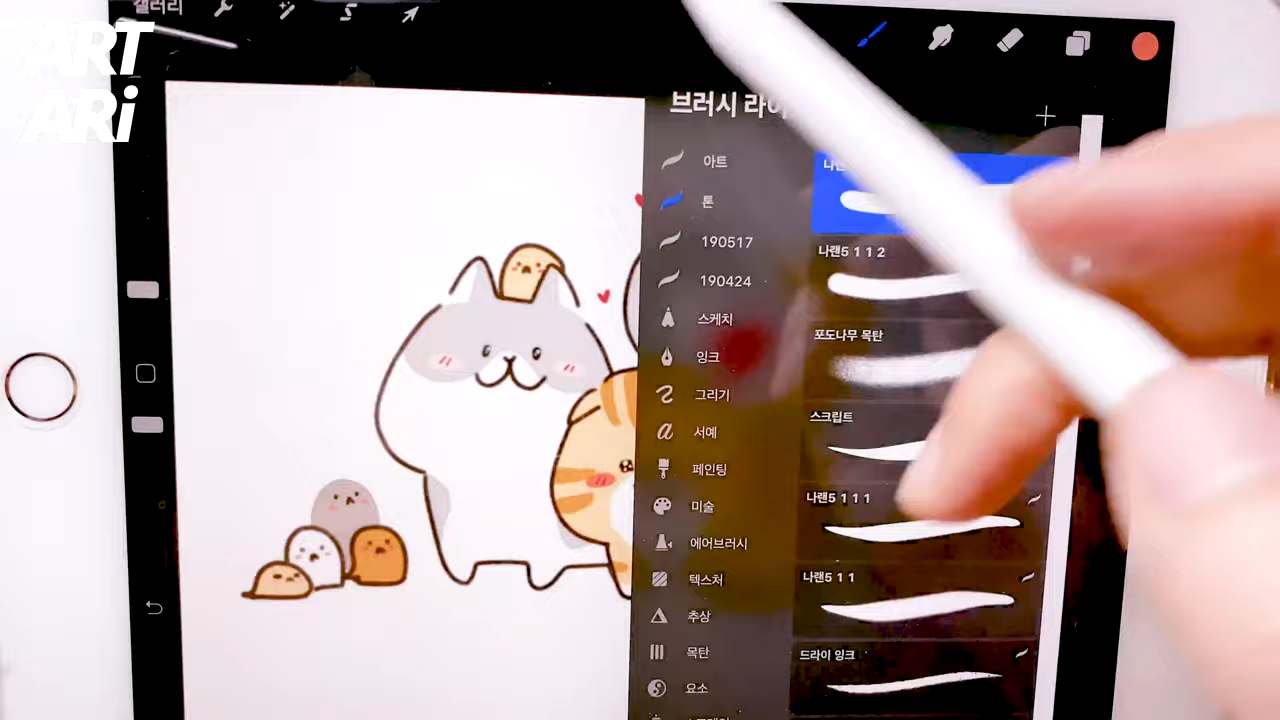 ART
ARi
갤러리
브러시 라이
아트
톤
190517
190424
스케치
잉크
그리기
서예
페인팅
미술
에어브러시
텍스처
추상
목탄
요소
나랜5 1 1 2
포도나무 목탄
스크립트
나랜5 1 1 1
나랜5 1 1
드라이 잉크